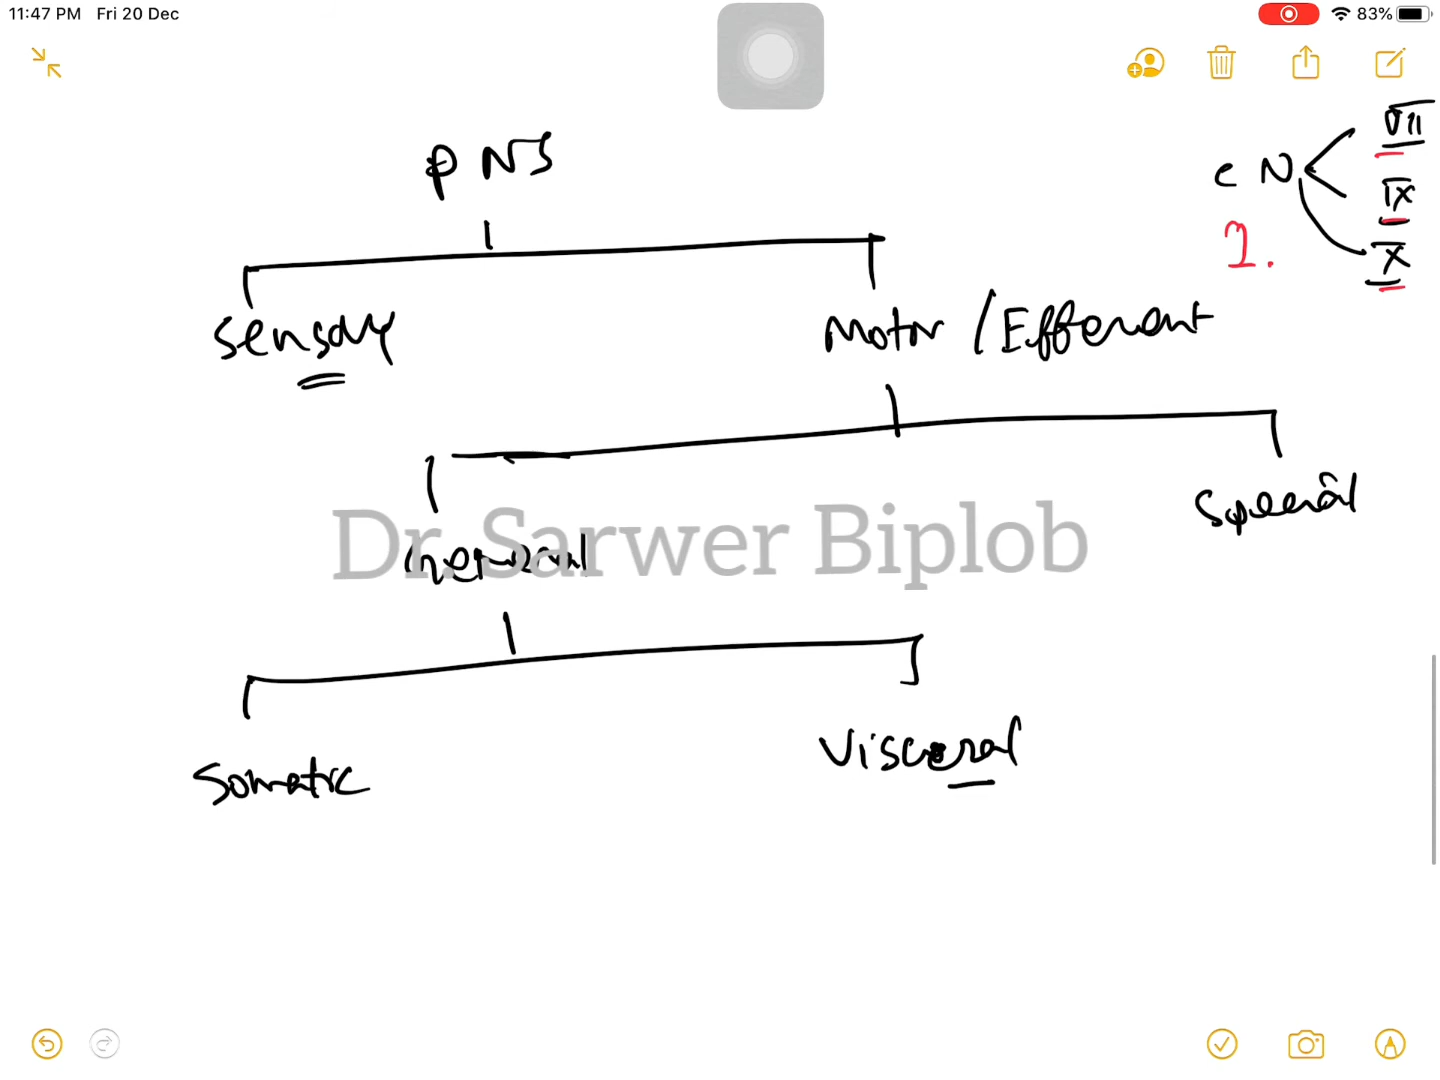 11:47 PM Fri 20 Dec
83%
PNS
CN
VII
IX
X
1.
Sensory
Motor / Efferent
General
Special
Dr. Sarwer Biplob
Somatic
Visceral